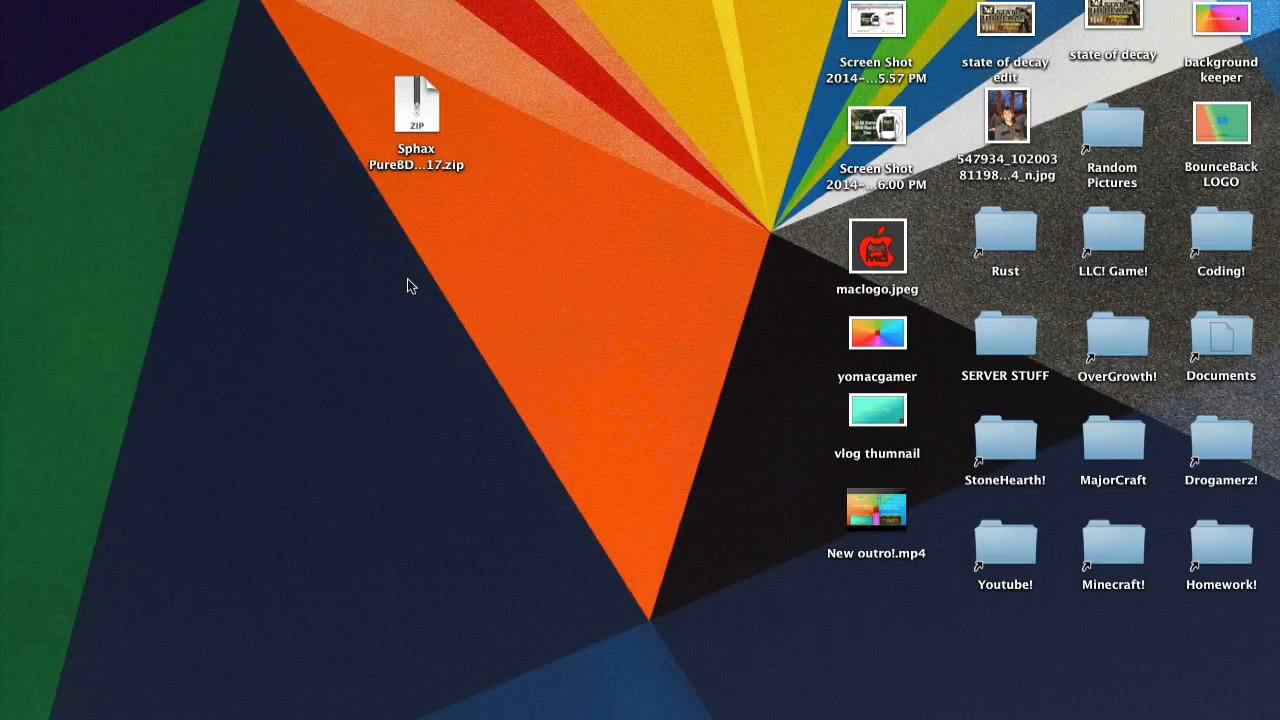 ZIP
Sphax
PureBD...17.zip
Screen Shot
2014-...5.57 PM
state of decay
edit
state of decay
background
keeper
Screen Shot
2014-...6.00 PM
547934_102003
81198...4_n.jpg
Random
Pictures
BounceBack
LOGO
maclogo.jpeg
Rust
LLC! Game!
Coding!
yomacgamer
SERVER STUFF
OverGrowth!
Documents
vlog thumnail
StoneHearth!
MajorCraft
Drogamerz!
New outro!.mp4
Youtube!
Minecraft!
Homework!